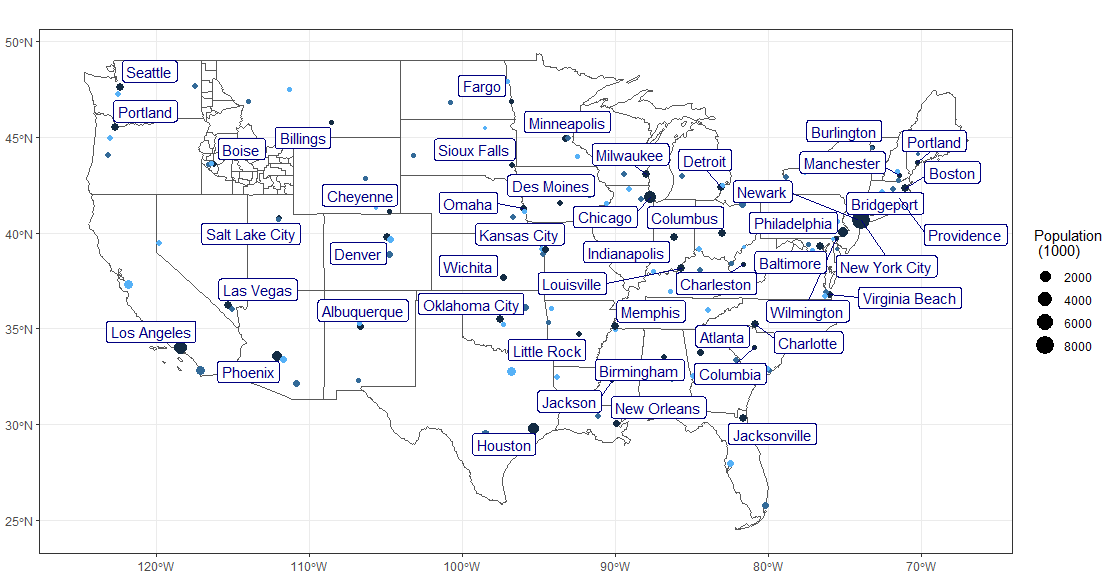 50°N
45°N
40°N
35°N
30°N
25°N
Seattle
Portland
Boise
Billings
Fargo
Minneapolis
Sioux Falls
Milwaukee
Detroit
Burlington
Portland
Manchester
Boston
Cheyenne
Omaha
Des Moines
Newark
Bridgeport
Salt Lake City
Denver
Kansas City
Chicago
Columbus
Philadelphia
Providence
Las Vegas
Wichita
Indianapolis
Baltimore
New York City
Albuquerque
Oklahoma City
Louisville
Charleston
Wilmington
Virginia Beach
Los Angeles
Memphis
Atlanta
Charlotte
Phoenix
Little Rock
Birmingham
Columbia
Jackson
New Orleans
Houston
Jacksonville
120°W
110°W
100°W
90°W
80°W
70°W
Population
(1000)
2000
4000
6000
8000